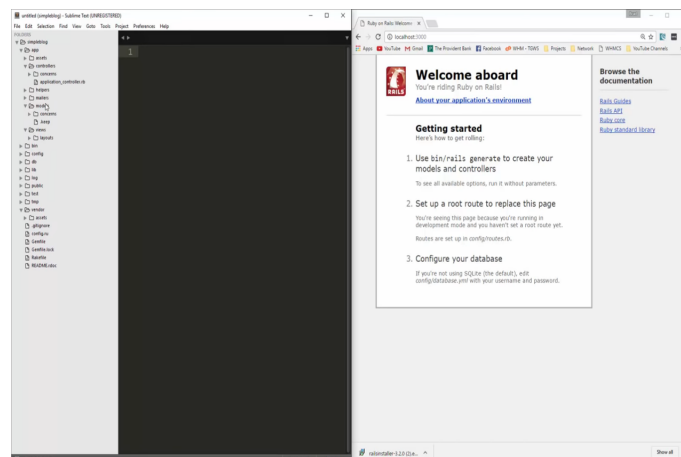 untitled (simpleblog) - Sublime Text (UNREGISTERED)
File Edit Selection Find View Goto Tools Project Preferences Help
FOLDERS
simpleblog
app
assets
controllers
concerns
application_controller.rb
helpers
mailers
models
concerns
.keep
views
layouts
bin
config
db
lib
log
public
test
tmp
vendor
assets
.gitignore
config.ru
Gemfile
Gemfile.lock
Rakefile
README.rdoc
1
Ruby on Rails: Welcome
localhost:3000
Apps YouTube Gmail The Provident Bank Facebook WHM - TEWS Projects Network WHMCS YouTube Channels
RAILS
Welcome aboard
You're riding Ruby on Rails!
About your application's environment
Getting started
Here's how to get rolling:
1. Use bin/rails generate to create your
models and controllers
To see all available options, run it without parameters.
2. Set up a root route to replace this page
You're seeing this page because you're running in
development mode and you haven't set a root route yet.
Routes are set up in config/routes.rb.
3. Configure your database
If you're not using SQLite (the default), edit
config/database.yml with your username and password.
Browse the
documentation
Rails Guides
Rails API
Ruby core
Ruby standard library
railsinstaller-3.2.0 (2).e...
Show all